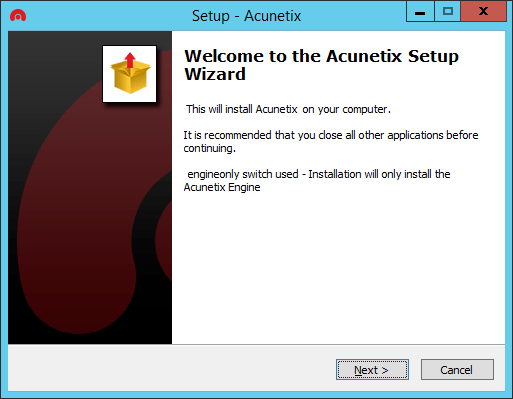 Setup - Acunetix
Welcome to the Acunetix Setup
Wizard
This will install Acunetix on your computer.
It is recommended that you close all other applications before
continuing.
engineonly switch used - Installation will only install the
Acunetix Engine
Next >
Cancel